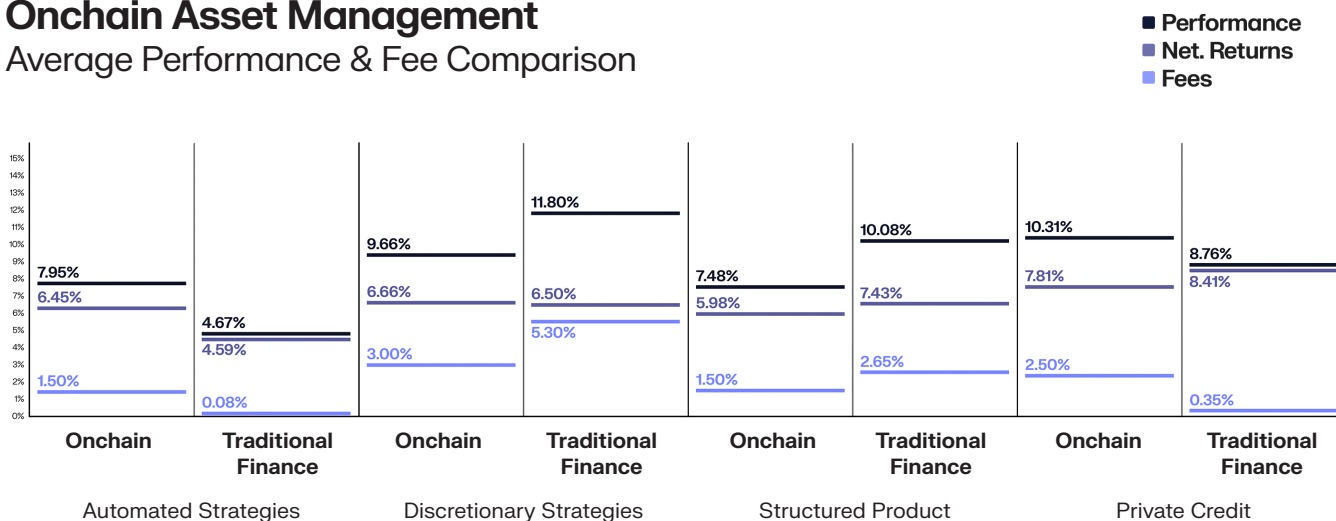 Onchain Asset Management
Average Performance & Fee Comparison
Performance
Net. Returns
Fees
15%
14%
13%
12%
11%
10%
9%
8%
7%
6%
5%
4%
3%
2%
1%
0%
7.95%
6.45%
1.50%
4.67%
4.59%
0.08%
9.66%
6.66%
3.00%
11.80%
6.50%
5.30%
7.48%
5.98%
1.50%
10.08%
7.43%
2.65%
10.31%
7.81%
2.50%
8.76%
8.41%
0.35%
Onchain
Traditional
Finance
Onchain
Traditional
Finance
Onchain
Traditional
Finance
Onchain
Traditional
Finance
Automated Strategies
Discretionary Strategies
Structured Product
Private Credit